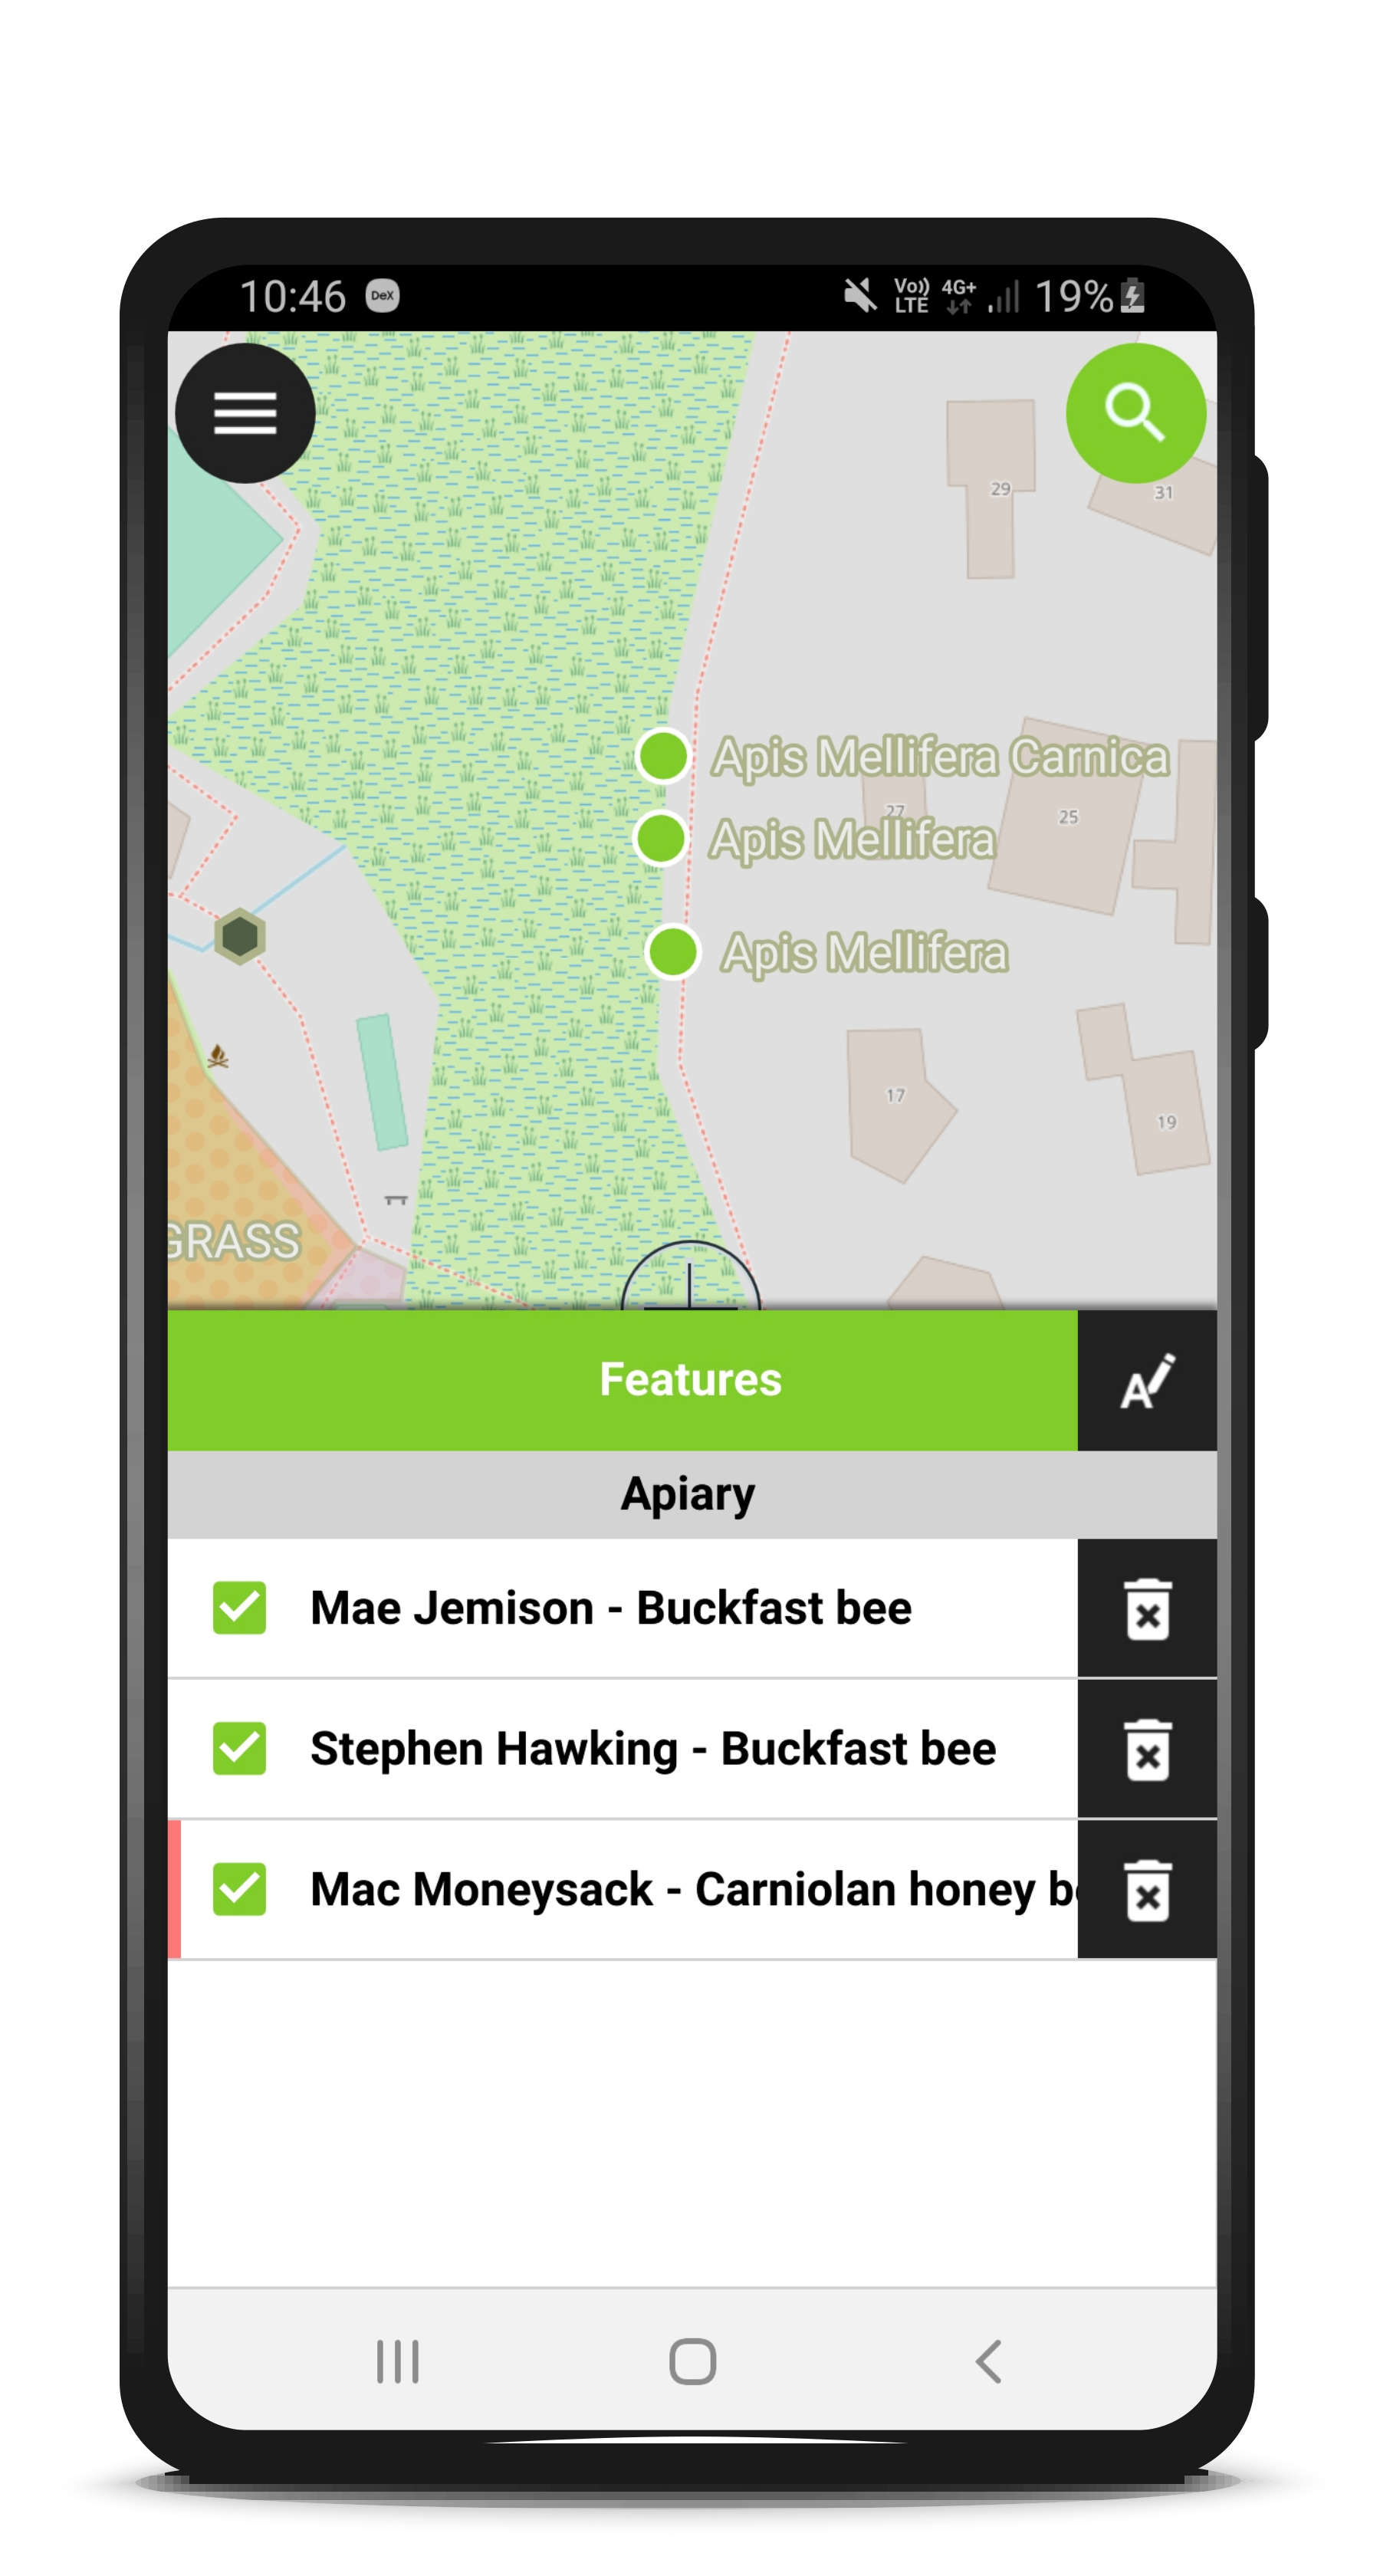 10:46 DeX Vo)) LTE 4G+ 19%
29
31
Apis Mellifera Carnica
27
25
Apis Mellifera
Apis Mellifera
17
19
GRASS
Features
Apiary
Mae Jemison - Buckfast bee
Stephen Hawking - Buckfast bee
Mac Moneysack - Carniolan honey